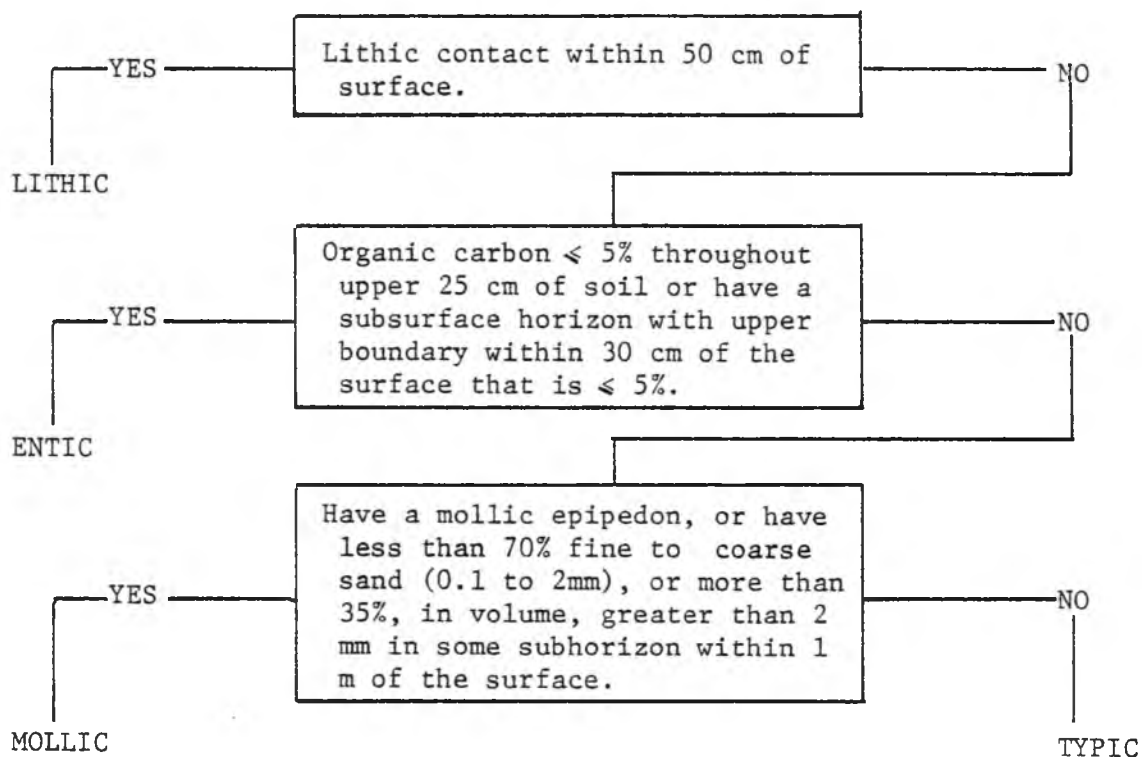 Lithic contact within 50 cm of
surface.
YES
NO
LITHIC
Organic carbon ⩽ 5% throughout
upper 25 cm of soil or have a
subsurface horizon with upper
boundary within 30 cm of the
surface that is ⩽ 5%.
YES
NO
ENTIC
Have a mollic epipedon, or have
less than 70% fine to coarse
sand (0.1 to 2mm), or more than
35%, in volume, greater than 2
mm in some subhorizon within 1
m of the surface.
YES
NO
MOLLIC
TYPIC